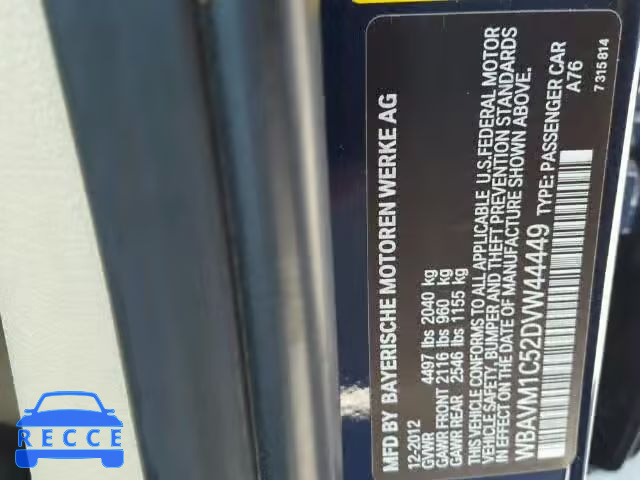 MFD BY BAYERISCHE MOTOREN WERKE AG
12-2012
GVWR 4497 lbs 2040 kg
GAWR FRONT 2116 lbs 960 kg
GAWR REAR 2546 lbs 1155 kg
THIS VEHICLE CONFORMS TO ALL APPLICABLE U.S. FEDERAL MOTOR
VEHICLE SAFETY, BUMPER AND THEFT PREVENTION STANDARDS
IN EFFECT ON THE DATE OF MANUFACTURE SHOWN ABOVE.
WBAVM1C52DVW44449 TYPE: PASSENGER CAR
A76
7 315 814
BIDCARS.COM